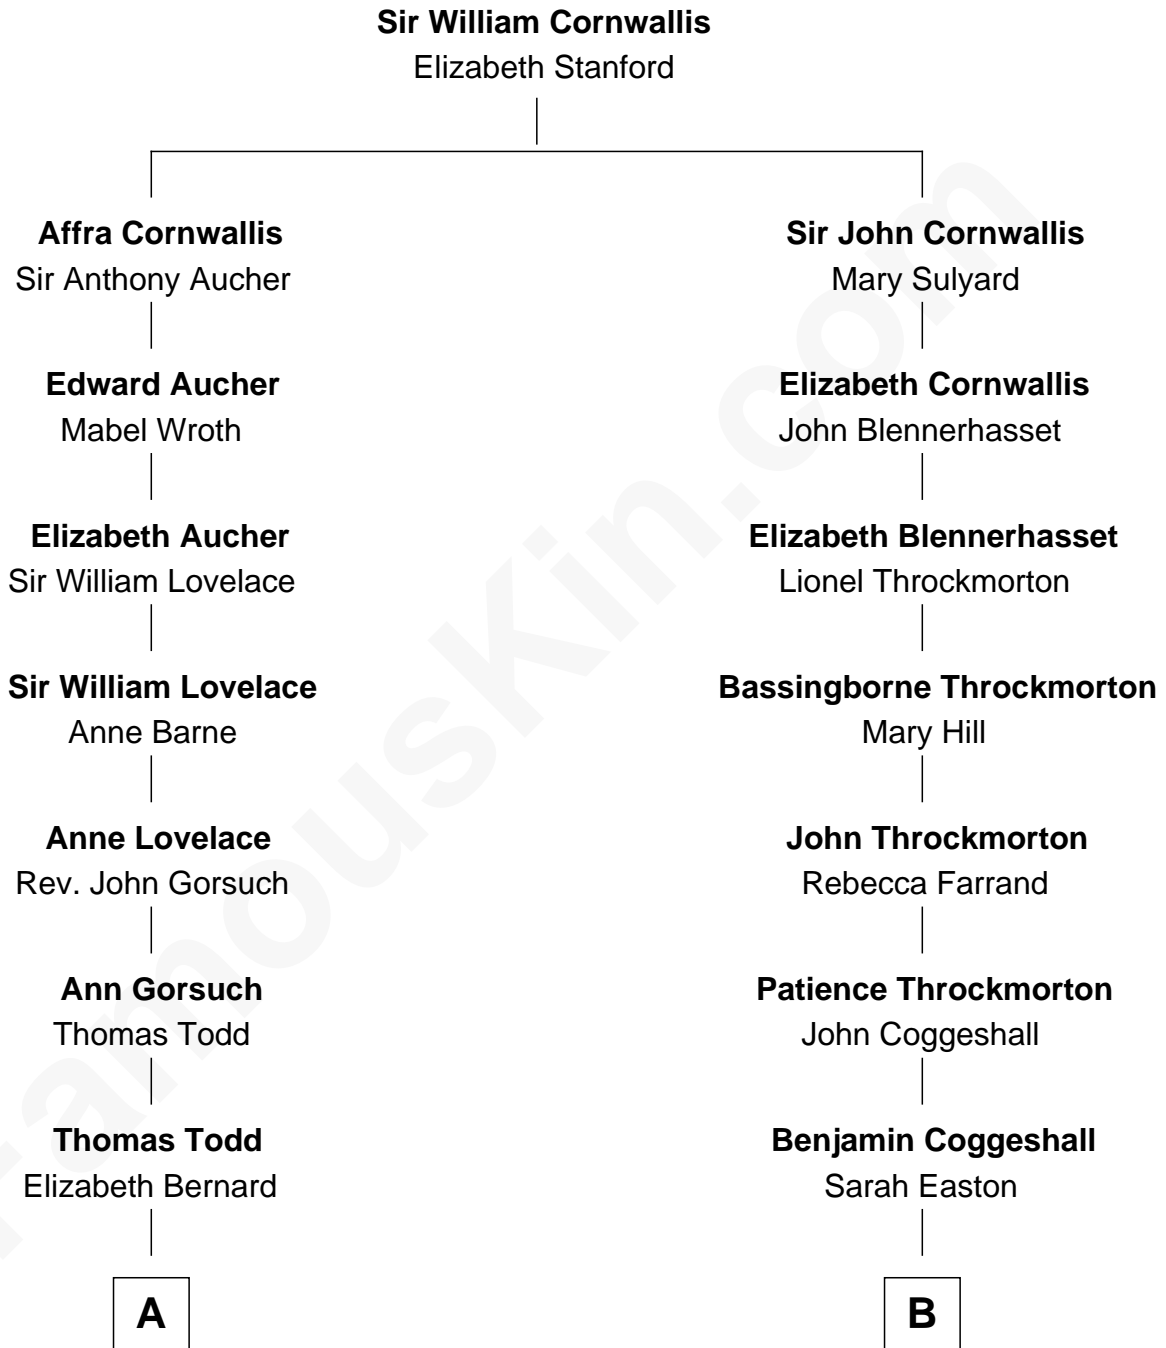 Sir William Cornwallis
Elizabeth Stanford
Affra Cornwallis
Sir Anthony Aucher
Sir John Cornwallis
Mary Sulyard
Edward Aucher
Mabel Wroth
Elizabeth Cornwallis
John Blennerhasset
Elizabeth Aucher
Sir William Lovelace
Elizabeth Blennerhasset
Lionel Throckmorton
Sir William Lovelace
Anne Barne
Bassingborne Throckmorton
Mary Hill
Anne Lovelace
Rev. John Gorsuch
John Throckmorton
Rebecca Farrand
Ann Gorsuch
Thomas Todd
Patience Throckmorton
John Coggeshall
Thomas Todd
Elizabeth Bernard
Benjamin Coggeshall
Sarah Easton
A
B
FamousKin.com